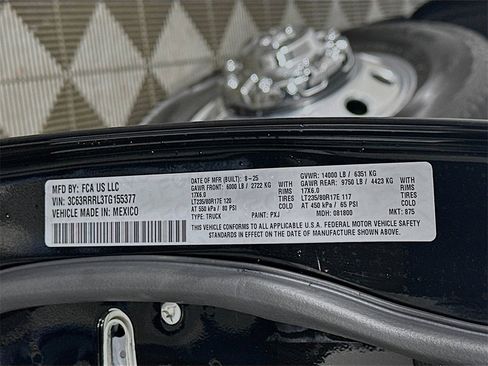 MFD BY: FCA US LLC
VIN: 3C63RRRL3TG155377
VEHICLE MADE IN: MEXICO
DATE OF MFR (BUILT): 8-25
GAWR FRONT: 6000 LB / 2722 KG
17X6.0 RIMS
LT235/80R17E 120 TIRES
AT 550 kPa / 80 PSI COLD
TYPE: TRUCK PAINT: PXJ
GVWR: 14000 LB / 6351 KG
GAWR REAR: 9750 LB / 4423 KG
17X6.0 RIMS
LT235/80R17E 117 TIRES
AT 450 kPa / 65 PSI COLD
MDH: 081800 MKT: 875
THIS VEHICLE CONFORMS TO ALL APPLICABLE U.S.A. FEDERAL MOTOR VEHICLE SAFETY
STANDARDS IN EFFECT ON THE DATE OF MANUFACTURE SHOWN ABOVE.